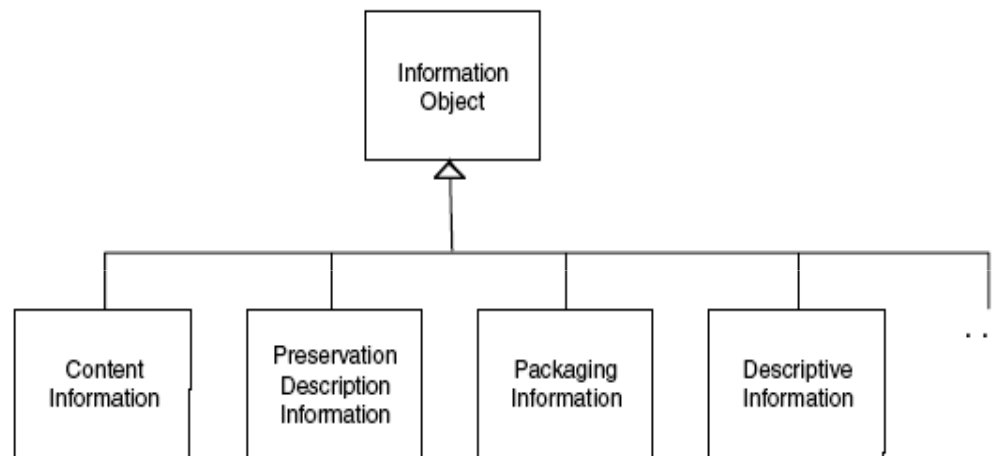 Information
Object
Content
Information
Preservation
Description
Information
Packaging
Information
Descriptive
Information
. .